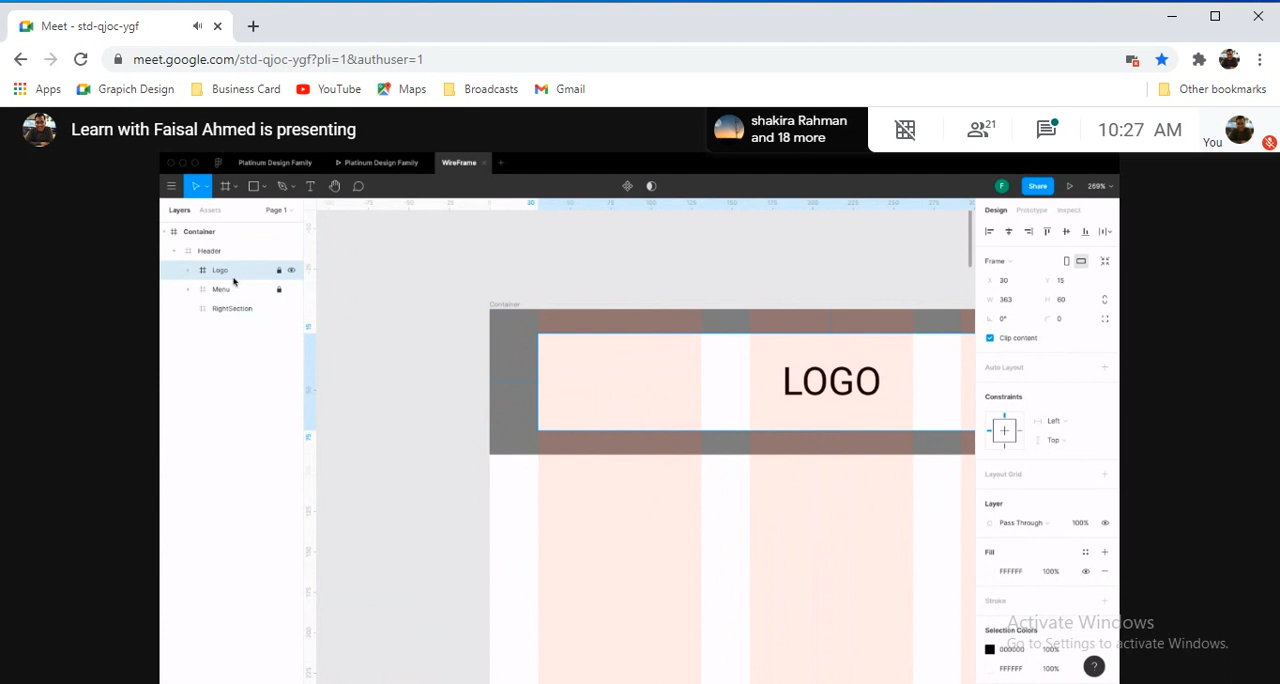 Meet - std-qjoc-ygf
meet.google.com/std-qjoc-ygf?pli=1&authuser=1
Apps Grapich Design Business Card YouTube Maps Broadcasts Gmail Other bookmarks
Learn with Faisal Ahmed is presenting
shakira Rahman
and 18 more
21
10:27 AM
You
Platinum Design Family Platinum Design Family WireFrame
F Share 269%
Layers Assets Page 1
Design Prototype Inspect
Container
Header
Logo
Menu
RightSection
Container
LOGO
Frame
X 30 Y 15
W 363 H 60
0° 0
Clip content
Auto Layout
Constraints
Left
Top
Layout Grid
Layer
Pass Through 100%
Fill
FFFFFF 100%
Stroke
Selection Colors
000000 100%
FFFFFF 100%
Activate Windows
Go to Settings to activate Windows.